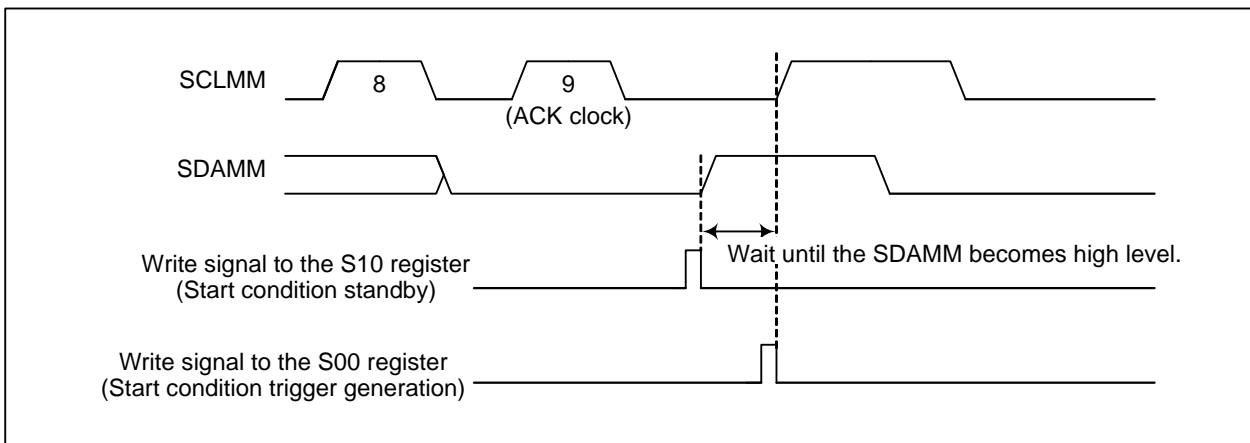 SCLMM
8
9
(ACK clock)
SDAMM
Wait until the SDAMM becomes high level.
Write signal to the S10 register
(Start condition standby)
Write signal to the S00 register
(Start condition trigger generation)